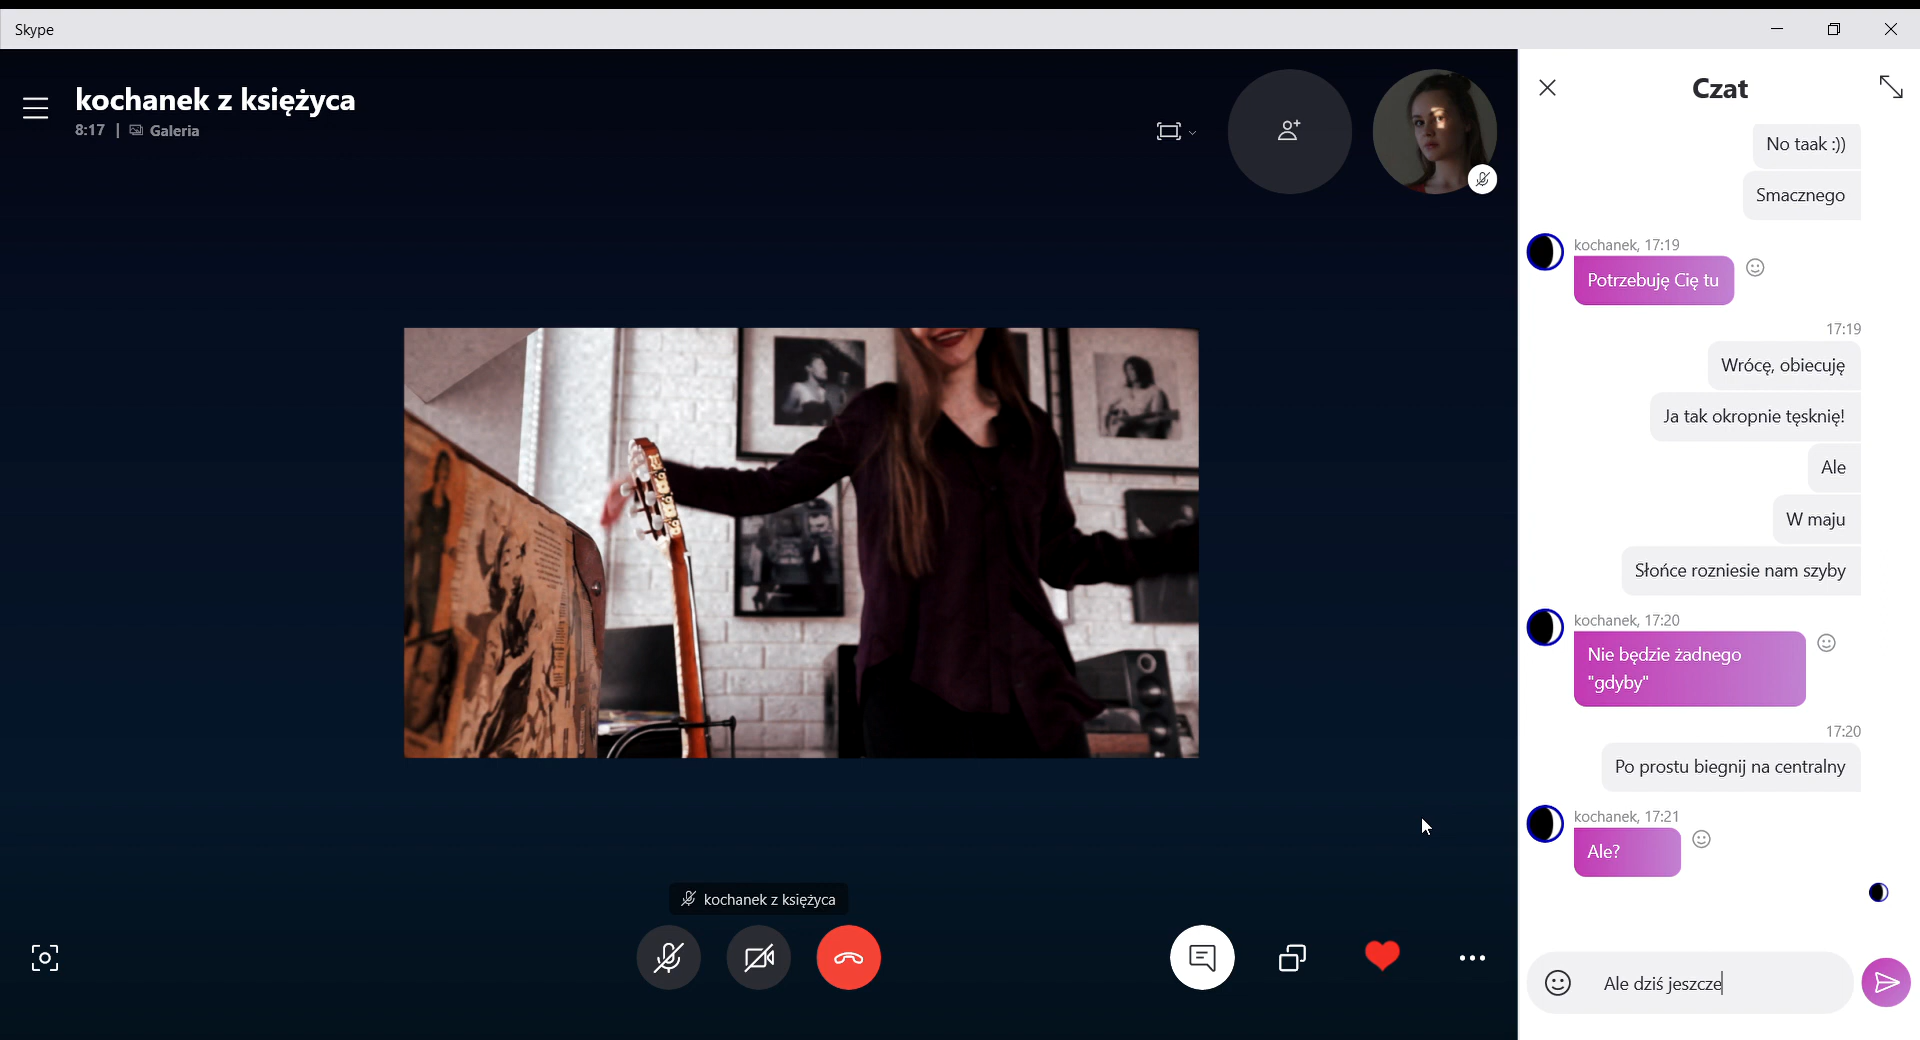 Skype
kochanek z księżyca
8:17 | Galeria
Czat
No taak :))
Smacznego
kochanek, 17:19
Potrzebuję Cię tu
17:19
Wrócę, obiecuję
Ja tak okropnie tęsknię!
Ale
W maju
Słońce rozniesie nam szyby
kochanek, 17:20
Nie będzie żadnego
"gdyby"
17:20
Po prostu biegnij na centralny
kochanek, 17:21
Ale?
kochanek z księżyca
Ale dziś jeszcze